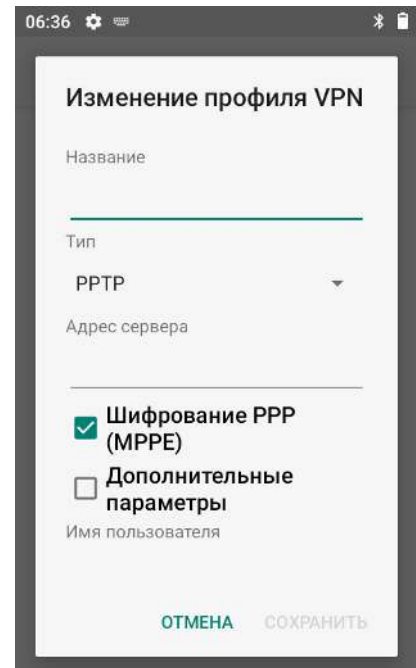 06:36
Изменение профиля VPN
Название
Тип
PPTP
Адрес сервера
Шифрование PPP
(MPPE)
Дополнительные
параметры
Имя пользователя
ОТМЕНА СОХРАНИТЬ